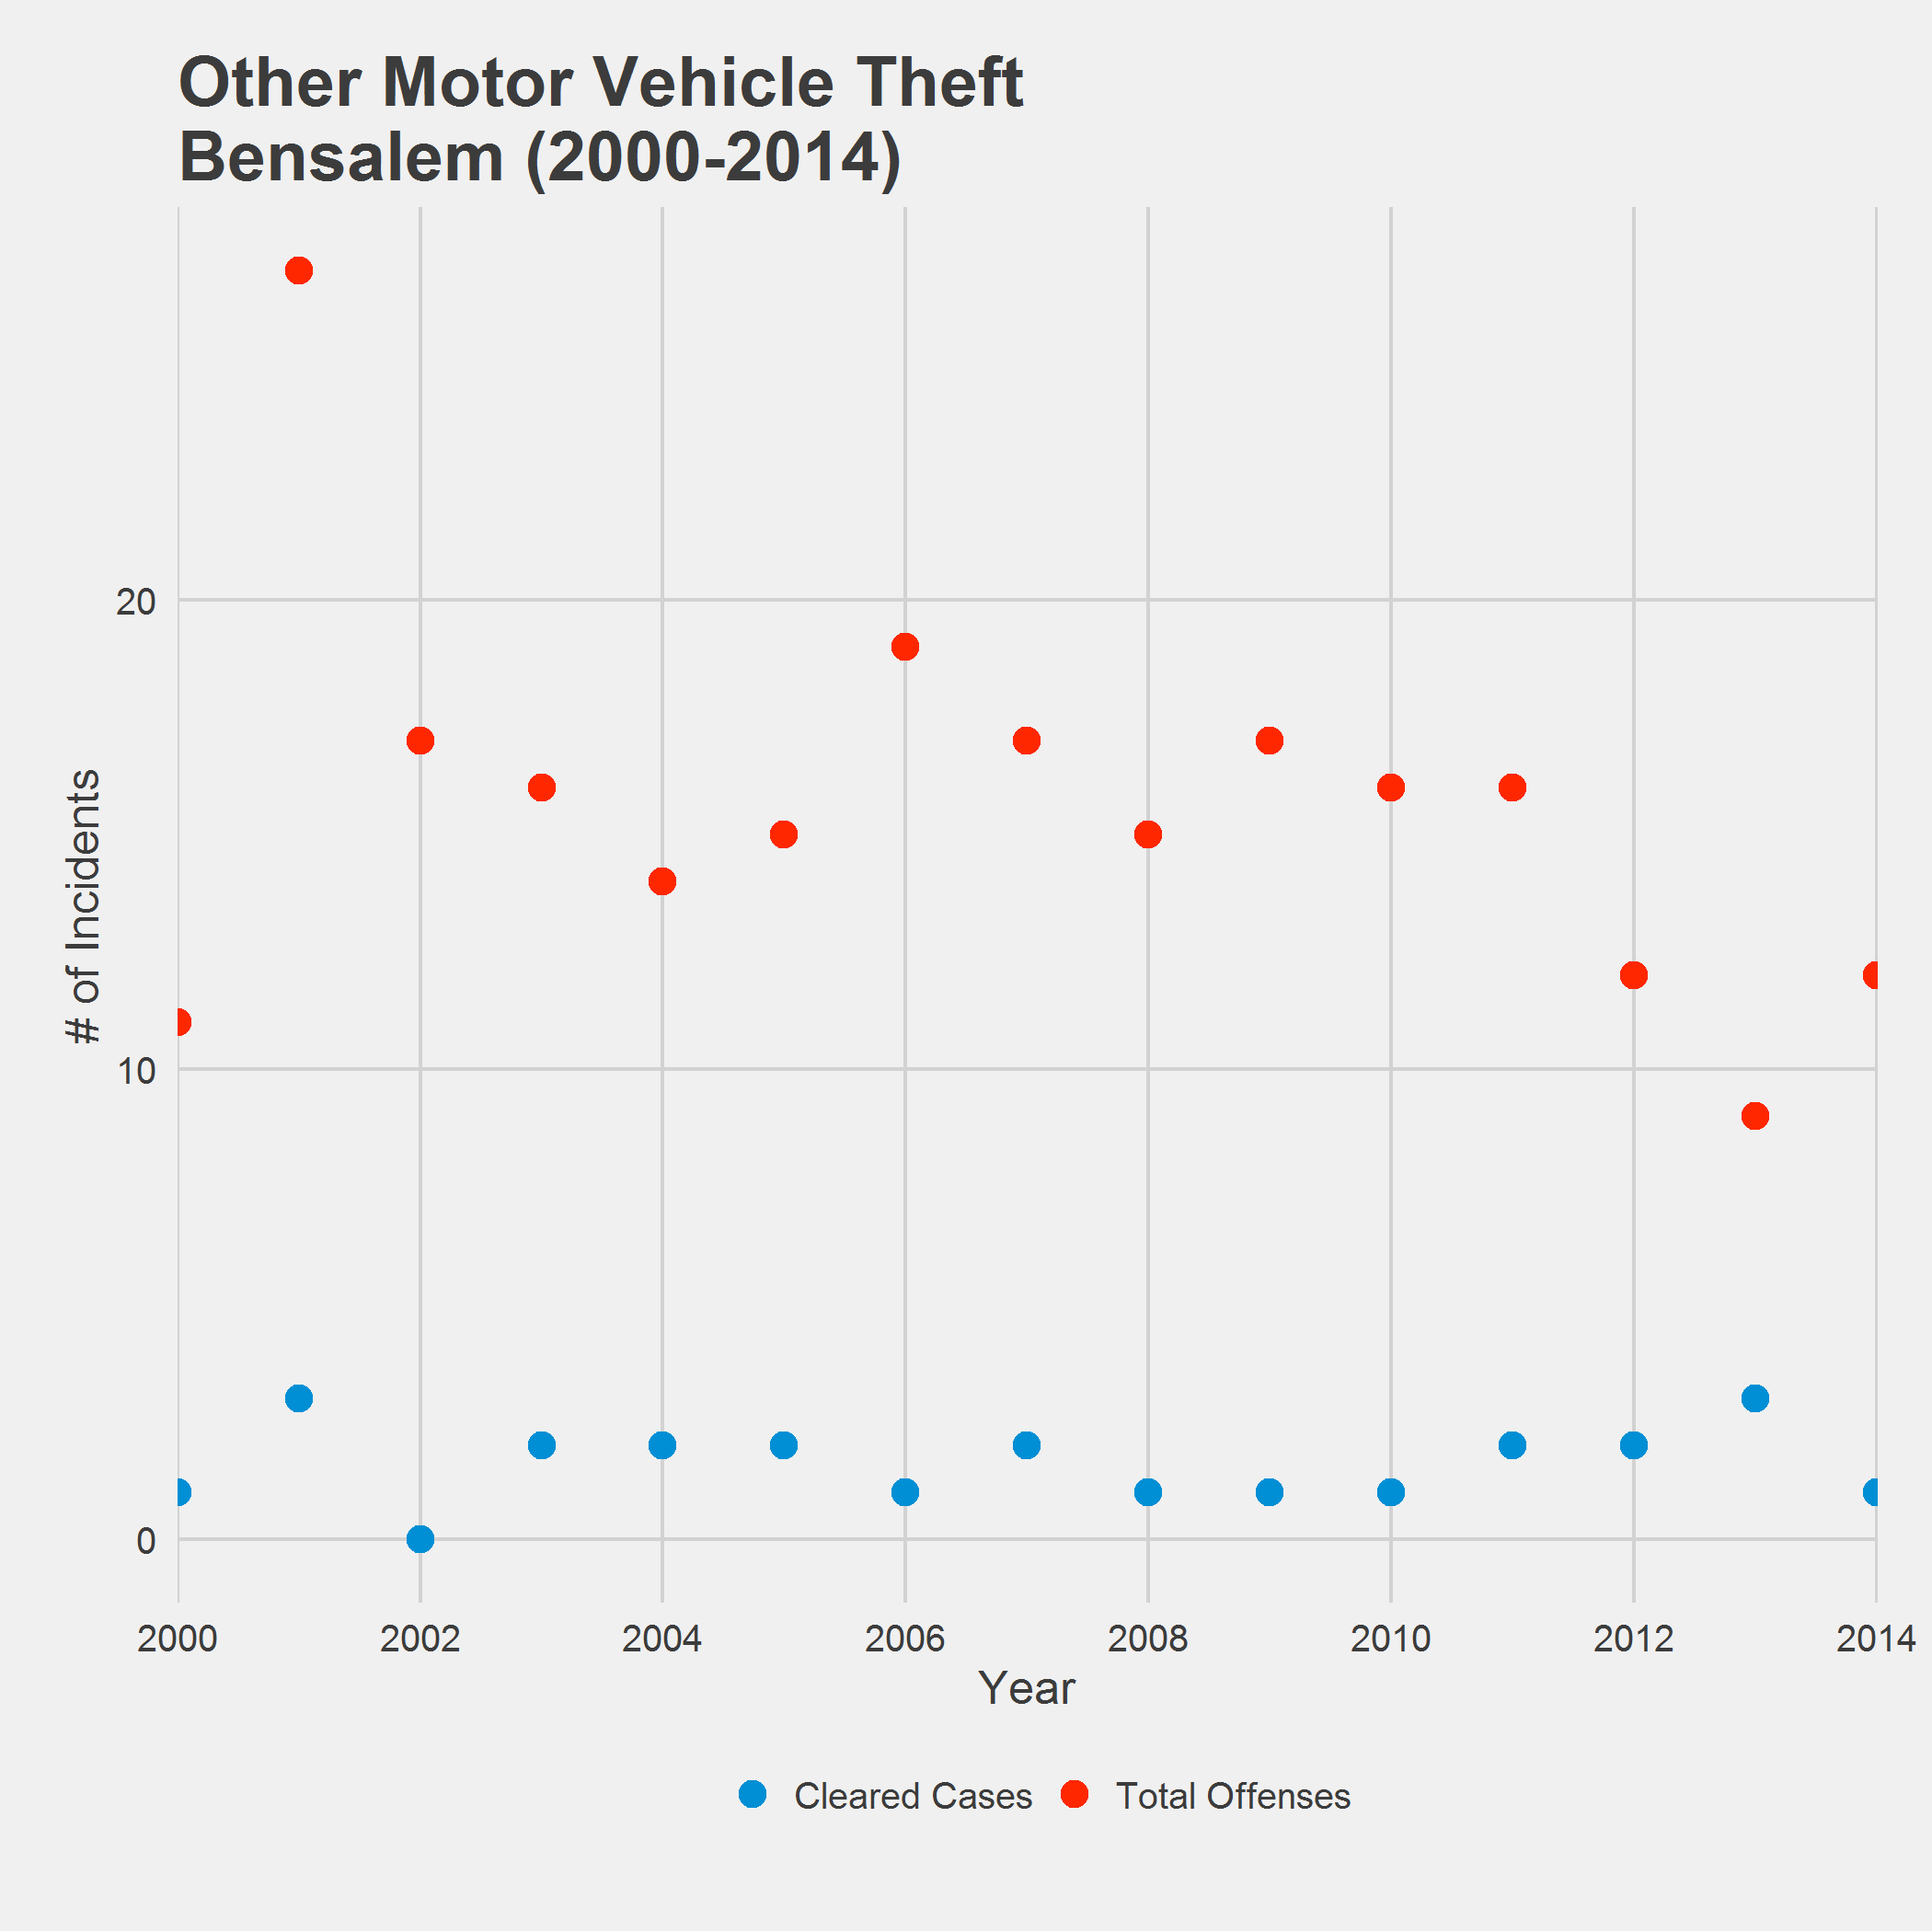 Other Motor Vehicle Theft
Bensalem (2000-2014)
# of Incidents
20
10
0
2000 2002 2004 2006 2008 2010 2012 2014
Year
Cleared Cases Total Offenses